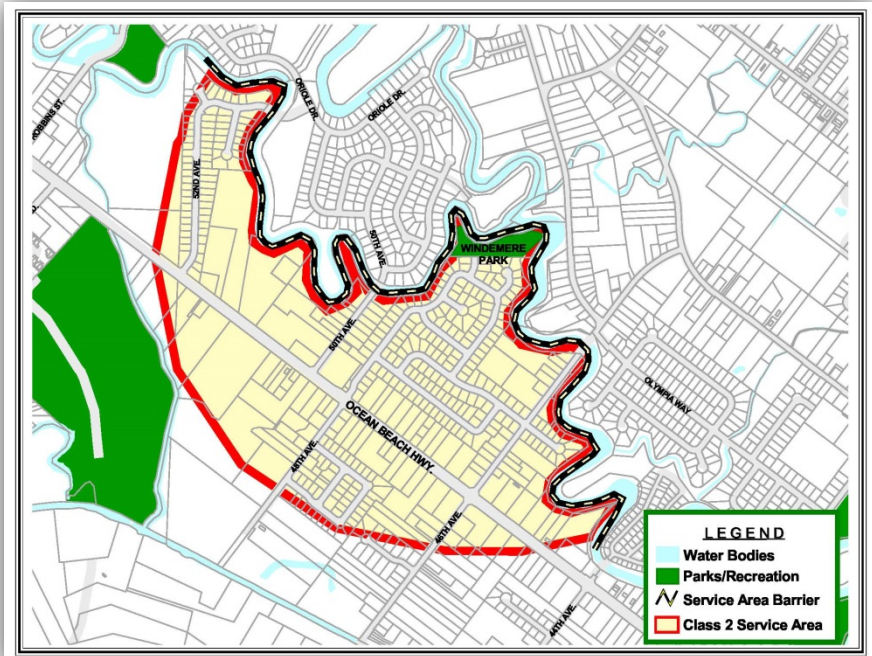 ROBBINS ST.
ORIOLE DR.
ORIOLE DR.
52ND AVE.
50TH AVE.
WINDEMERE
PARK
50TH AVE.
OLYMPIA WAY
OCEAN BEACH HWY.
48TH AVE.
46TH AVE.
44TH AVE.
LEGEND
Water Bodies
Parks/Recreation
Service Area Barrier
Class 2 Service Area